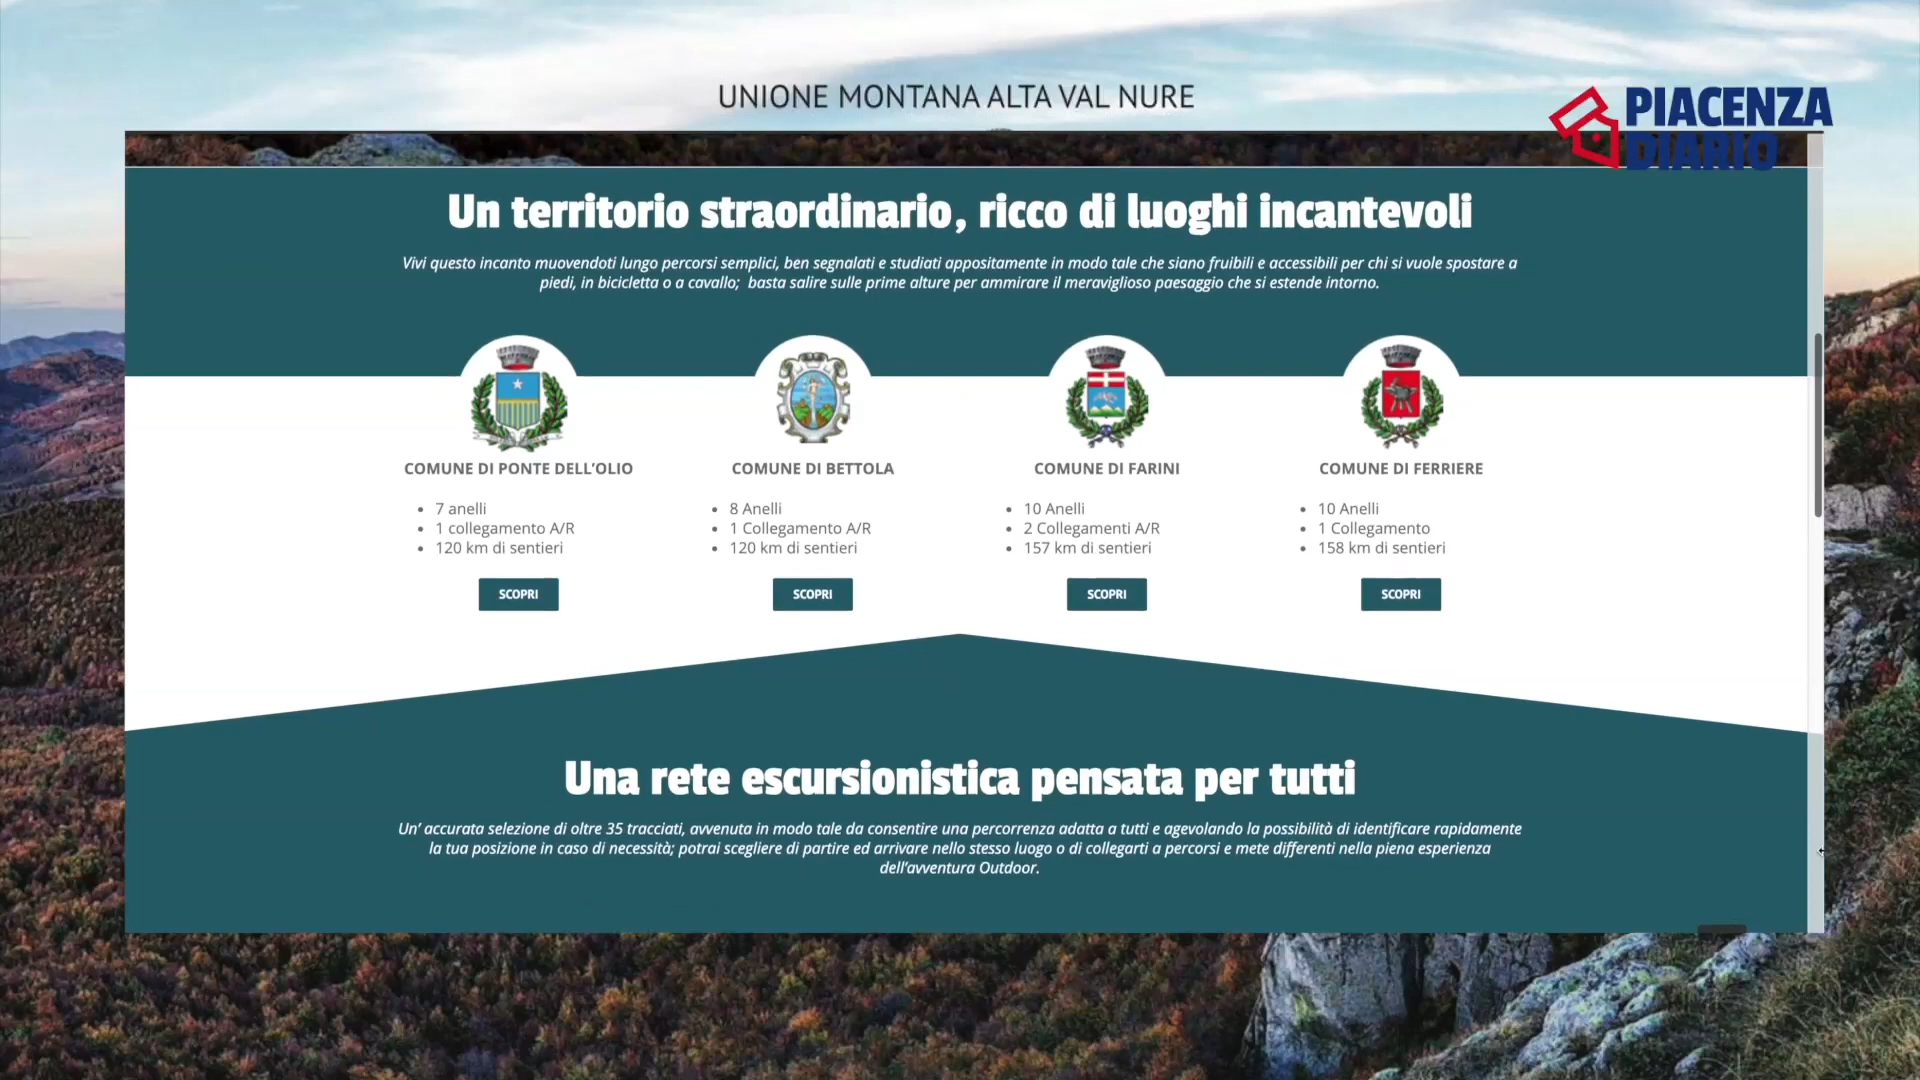 UNIONE MONTANA ALTA VAL NURE
PIACENZA
DIARIO
Un territorio straordinario, ricco di luoghi incantevoli
Vivi questo incanto muovendoti lungo percorsi semplici, ben segnalati e studiati appositamente in modo tale che siano fruibili e accessibili per chi si vuole spostare a
piedi, in bicicletta o a cavallo; basta salire sulle prime alture per ammirare il meraviglioso paesaggio che si estende intorno.
COMUNE DI PONTE DELL'OLIO
7 anelli
1 collegamento A/R
120 km di sentieri
SCOPRI
COMUNE DI BETTOLA
8 Anelli
1 Collegamento A/R
120 km di sentieri
SCOPRI
COMUNE DI FARINI
10 Anelli
2 Collegamenti A/R
157 km di sentieri
SCOPRI
COMUNE DI FERRIERE
10 Anelli
1 Collegamento
158 km di sentieri
SCOPRI
Una rete escursionistica pensata per tutti
Un' accurata selezione di oltre 35 tracciati, avvenuta in modo tale da consentire una percorrenza adatta a tutti e agevolando la possibilità di identificare rapidamente
la tua posizione in caso di necessità; potrai scegliere di partire ed arrivare nello stesso luogo o di collegarti a percorsi e mete differenti nella piena esperienza
dell'avventura Outdoor.